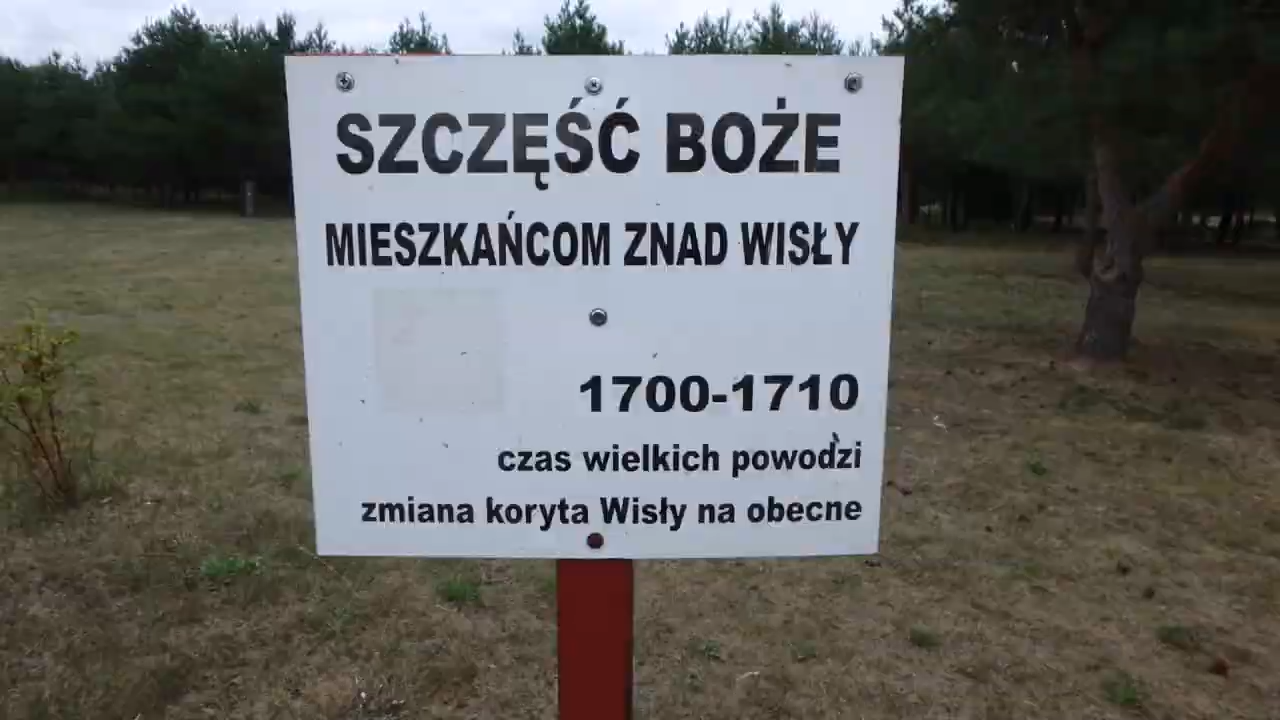 SZCZĘŚĆ BOŻE
MIESZKAŃCOM ZNAD WISŁY
1700-1710
czas wielkich powodzi
zmiana koryta Wisły na obecne